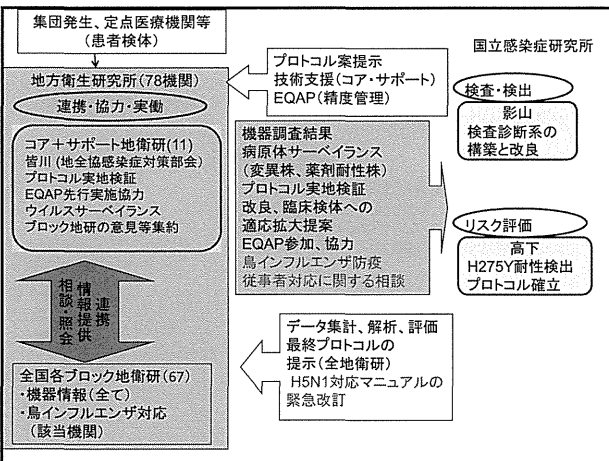 集団発生、定点医療機関等
(患者検体)
地方衛生研究所(78機関)
連携・協力・実働
コア+サポート地衛研(11)
皆川(地全協感染症対策部会)
プロトコル実地検証
EQAP先行実施協力
ウイルスサーベイランス
ブロック地研の意見等集約
連携
情報提供
相談・照会
全国各ブロック地衛研(67)
・機器情報(全て)
・鳥インフルエンザ対応
(該当機関)
プロトコル案提示
技術支援(コア・サポート)
EQAP(精度管理)
機器調査結果
病原体サーベイランス
(変異株、薬剤耐性株)
プロトコル実地検証
改良、臨床検体への
適応拡大提案
EQAP参加、協力
鳥インフルエンザ防疫
従事者対応に関する相談
データ集計、解析、評価
最終プロトコルの
提示(全地衛研)
H5N1対応マニュアルの
緊急改訂
国立感染症研究所
検査・検出
影山
検査診断系の
構築と改良
リスク評価
高下
H275Y耐性検出
プロトコル確立